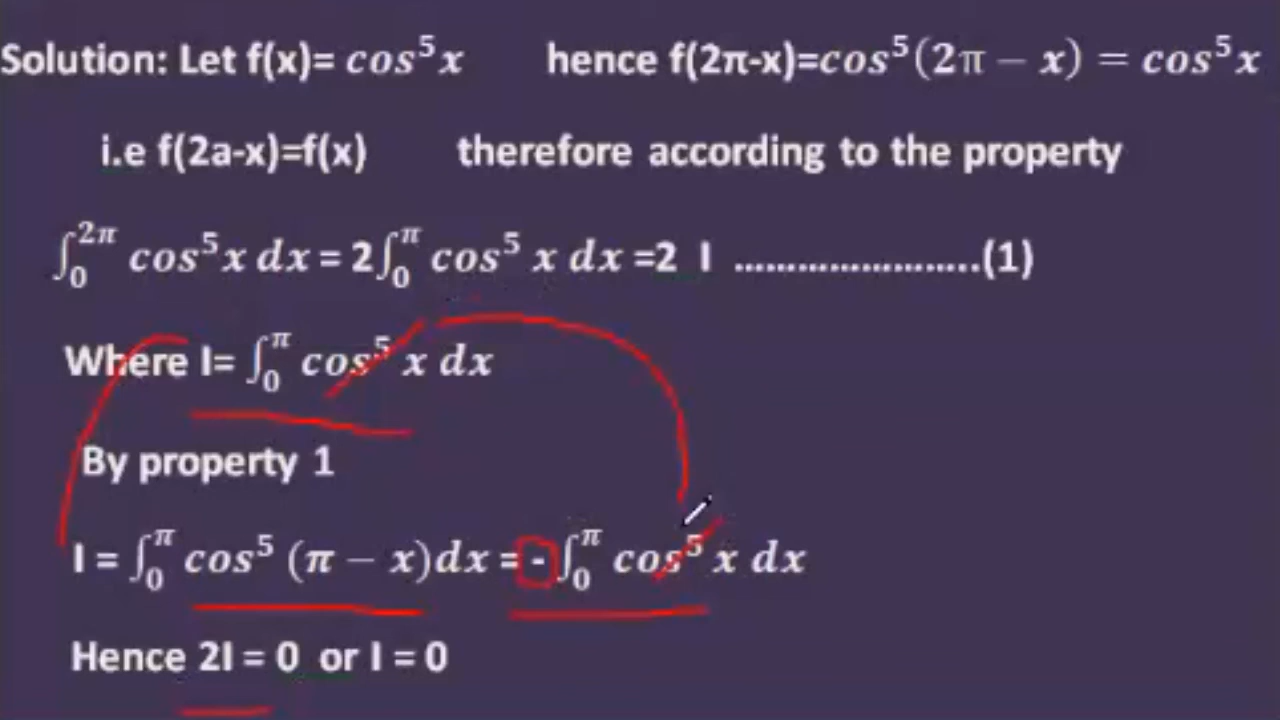 Solution: Let f(x)= cos⁵x hence f(2π-x)=cos⁵(2π − x) = cos⁵x
i.e f(2a-x)=f(x) therefore according to the property
∫₀²ᵖⁱ cos⁵x dx = 2∫₀^π cos⁵ x dx =2 I ........................(1)
Where I= ∫₀^π cos⁵ x dx
By property 1
I = ∫₀^π cos⁵ (π − x)dx = - ∫₀^π cos⁵ x dx
Hence 2I = 0 or I = 0